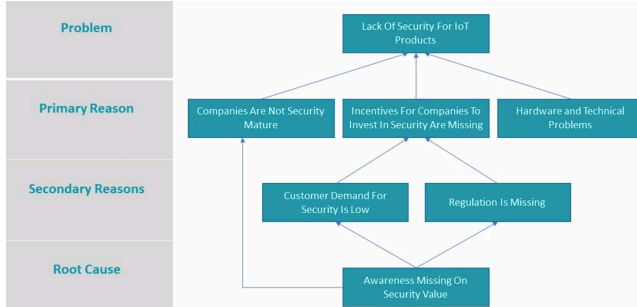 Problem
Lack Of Security For IoT
Products
Primary Reason
Companies Are Not Security
Mature
Incentives For Companies To
Invest In Security Are Missing
Hardware and Technical
Problems
Secondary Reasons
Customer Demand For
Security Is Low
Regulation Is Missing
Root Cause
Awareness Missing On
Security Value